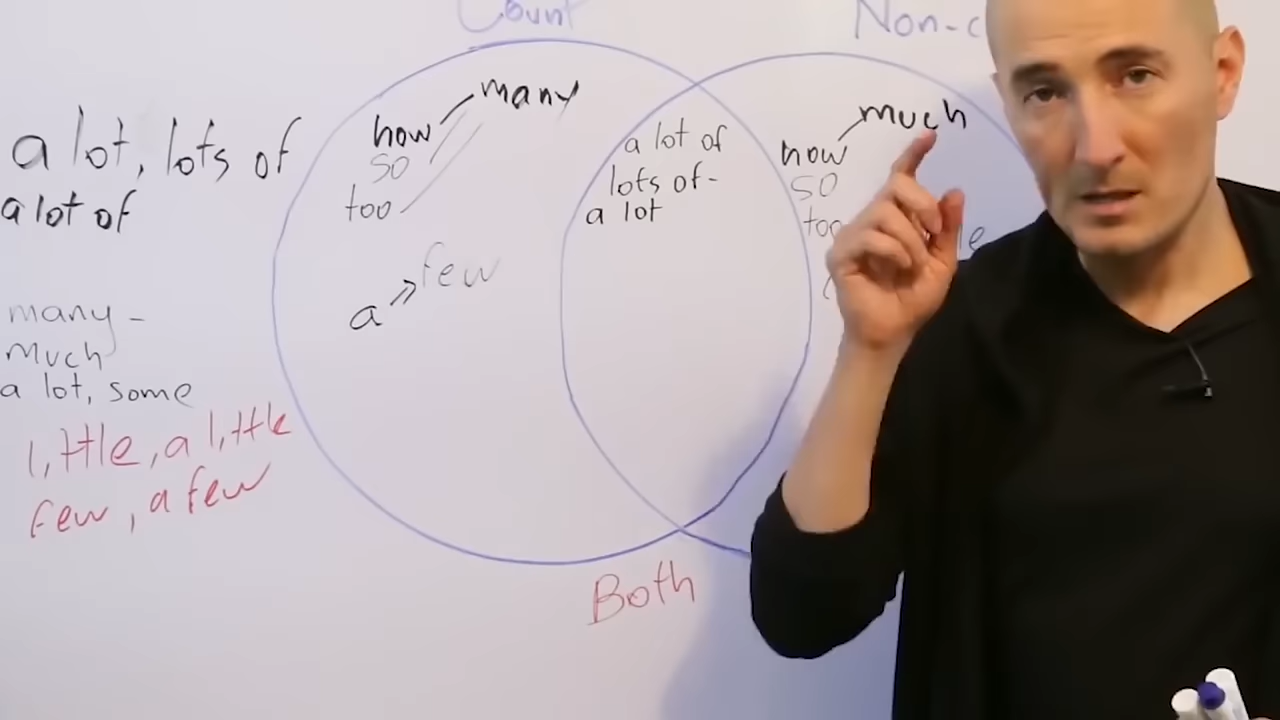 Count
Non-c
a lot, lots of
a lot of
many -
much
a lot, some
little, a little
few, a few
how many
so
too
a few
a lot of
lots of -
a lot
how much
so
too
Both